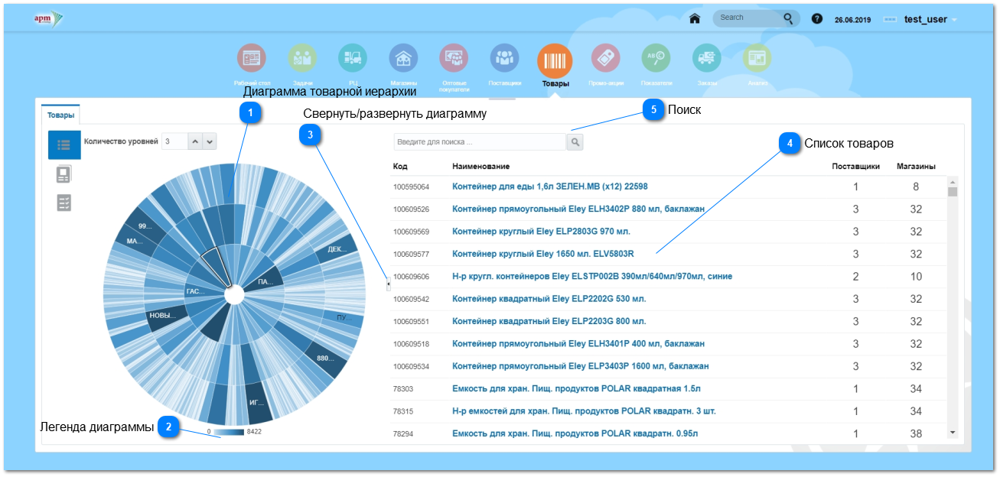 apm
Search
?
26.06.2019
test_user
Рабочий стол
Задачи
РЦ
Магазины
Оптовые
покупатели
Поставщики
Товары
Промо-акции
Показатели
Заказы
Анализ
Диаграмма товарной иерархии
1
Свернуть/развернуть диаграмму
3
5
Поиск
4
Список товаров
Товары
Количество уровней
3
Введите для поиска ...
Код Наименование Поставщики Магазины
100595064 Контейнер для еды 1,6л ЗЕЛЕН.МВ (х12) 22598 1 8
100609526 Контейнер прямоугольный Eley ELH3402P 880 мл, баклажан 3 32
100609569 Контейнер круглый Eley ELP2803G 970 мл. 3 32
100609577 Контейнер круглый Eley 1650 мл. ELV5803R 3 32
100609606 Н-р кругл. контейнеров Eley ELSTP002B 390мл/640мл/970мл, синие 2 10
100609542 Контейнер квадратный Eley ELP2202G 530 мл. 3 32
100609551 Контейнер квадратный Eley ELP2203G 800 мл. 3 32
100609518 Контейнер прямоугольный Eley ELH3401P 400 мл, баклажан 3 32
100609534 Контейнер прямоугольный Eley ELP3403P 1600 мл, баклажан 3 32
78303 Емкость для хран. Пищ. продуктов POLAR квадратная 1.5л 1 34
78315 Н-р емкостей для хран. Пищ. продуктов POLAR квадратн. 3 шт. 1 34
78294 Емкость для хран. Пищ. продуктов POLAR квадратн. 0.95л 1 38
99...
МА...
ДЕК...
ПА...
ГАС...
НОВЫ...
ПУ...
880...
ИГ...
Легенда диаграммы
2
0
8422